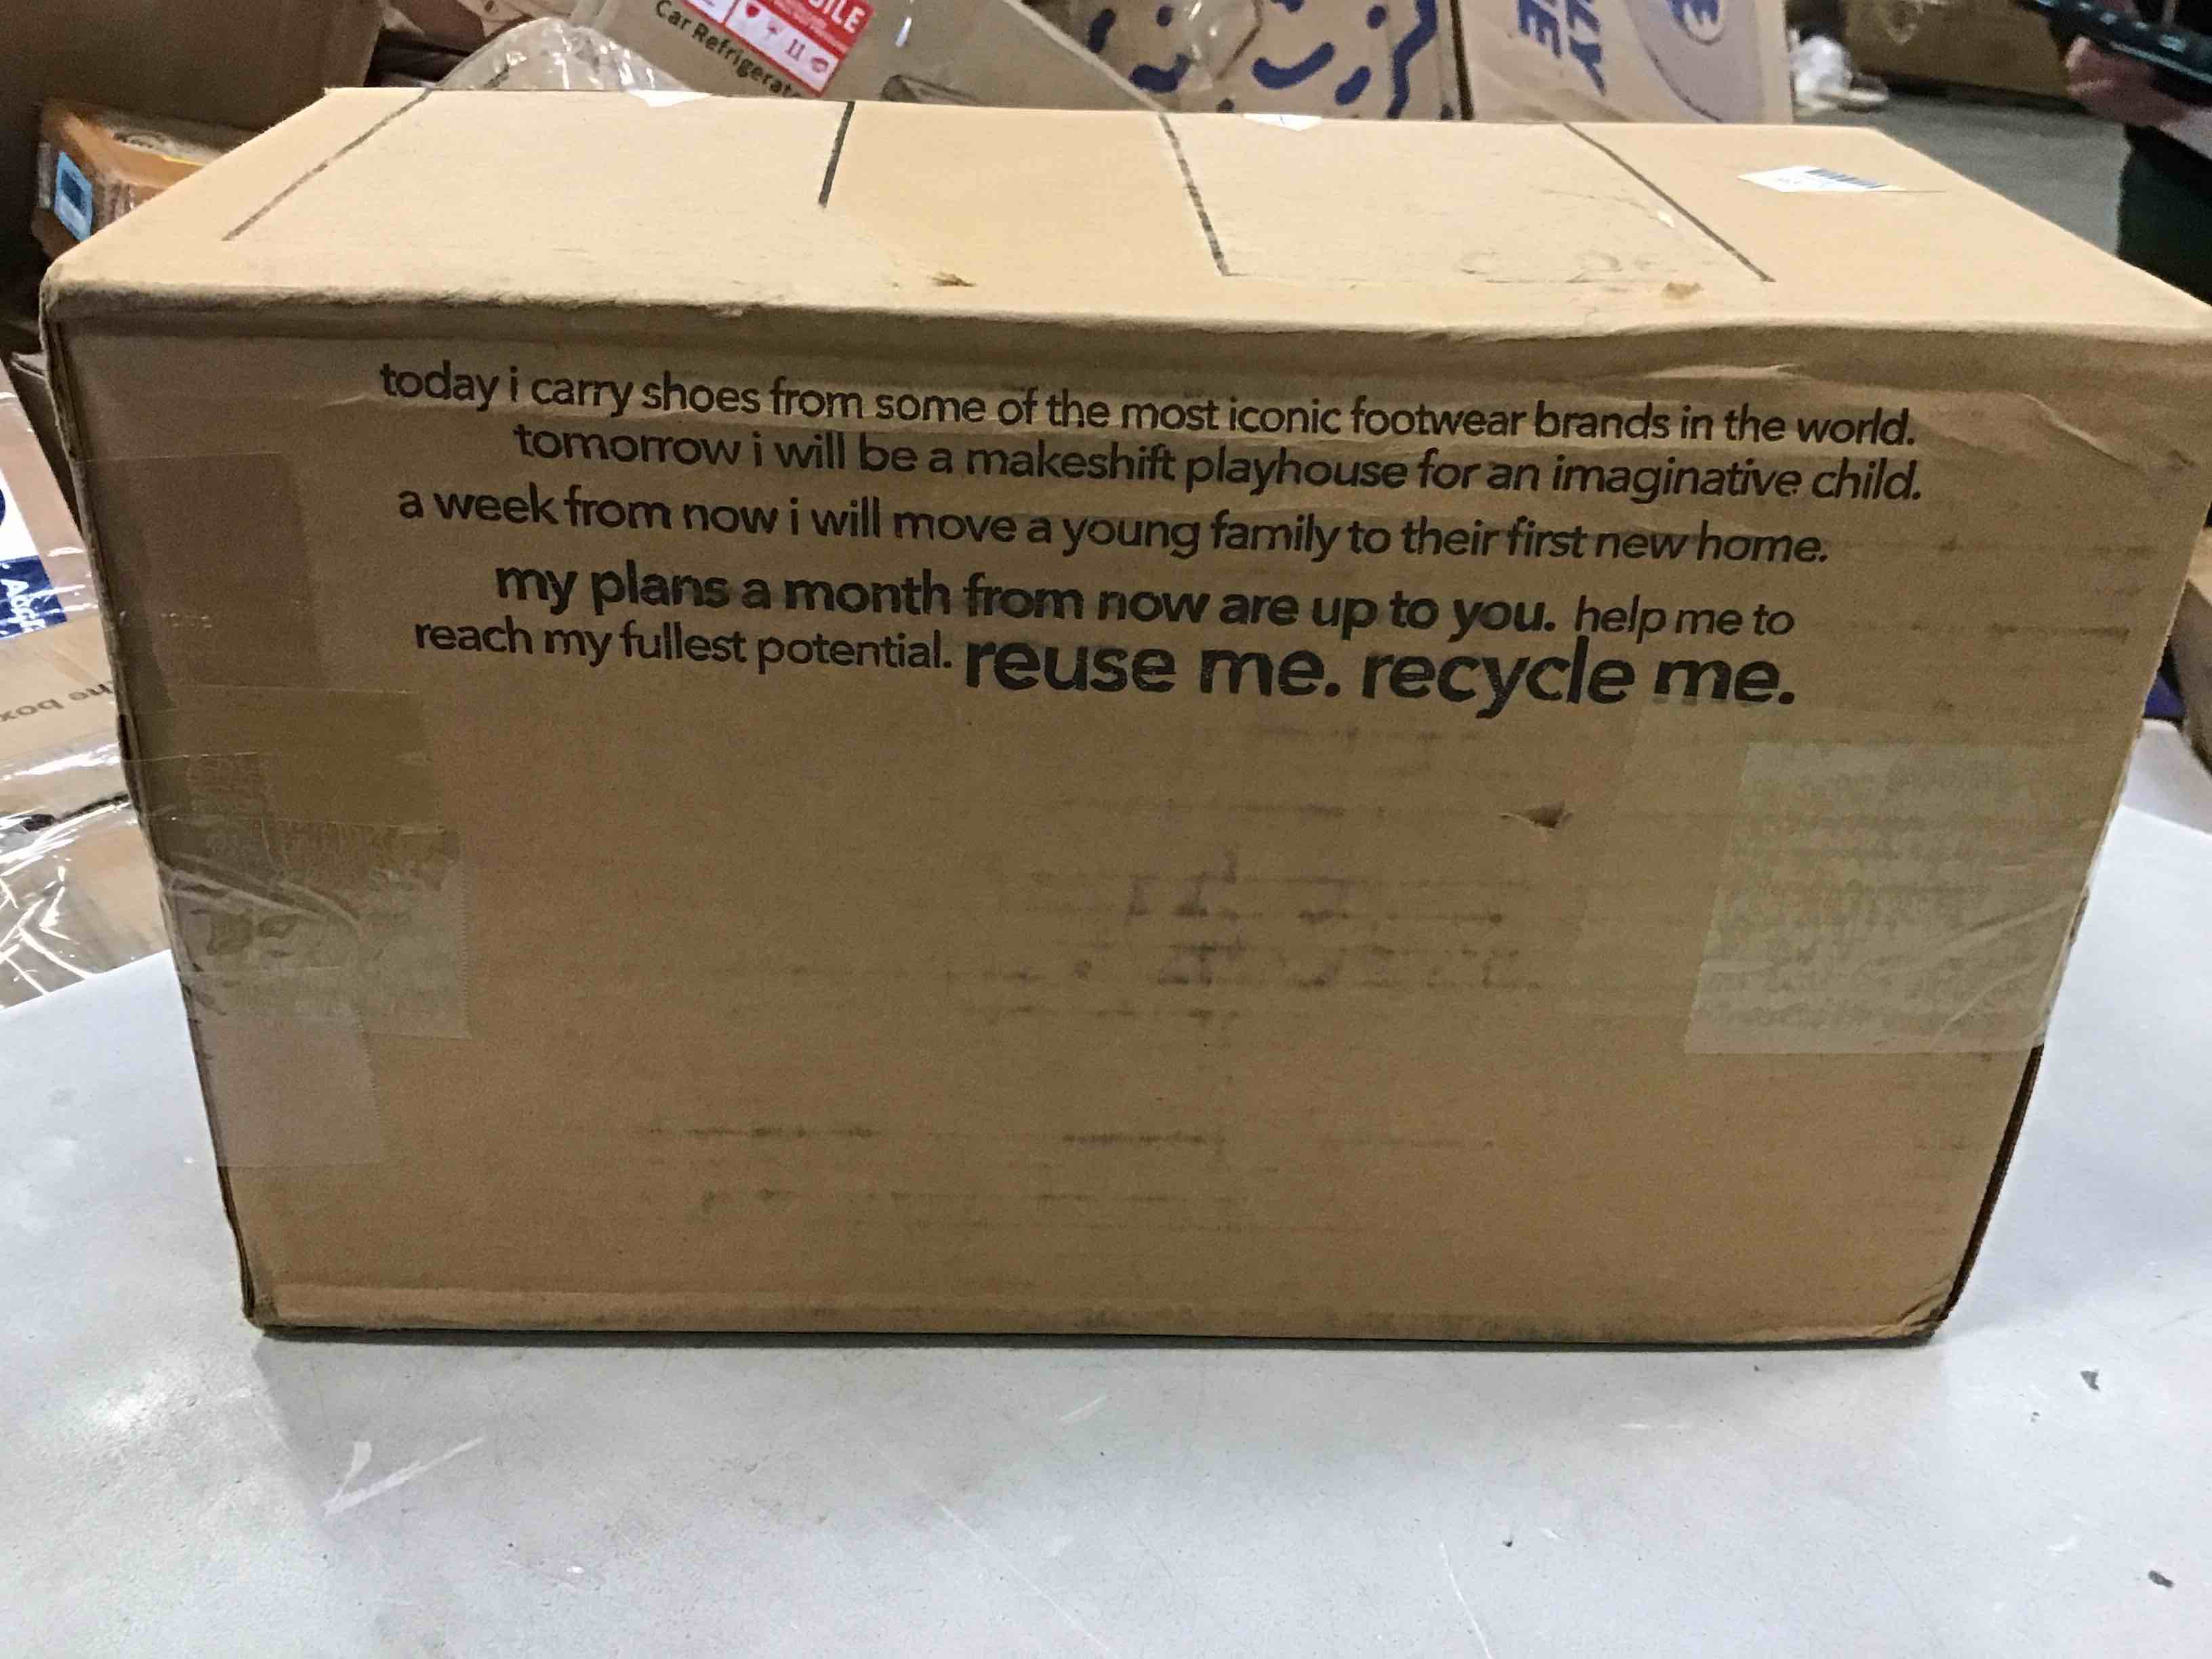 today i carry shoes from some of the most iconic footwear brands in the world.
tomorrow i will be a makeshift playhouse for an imaginative child.
a week from now i will move a young family to their first new home.
my plans a month from now are up to you. help me to
reach my fullest potential. reuse me. recycle me.
Car Refrigerat